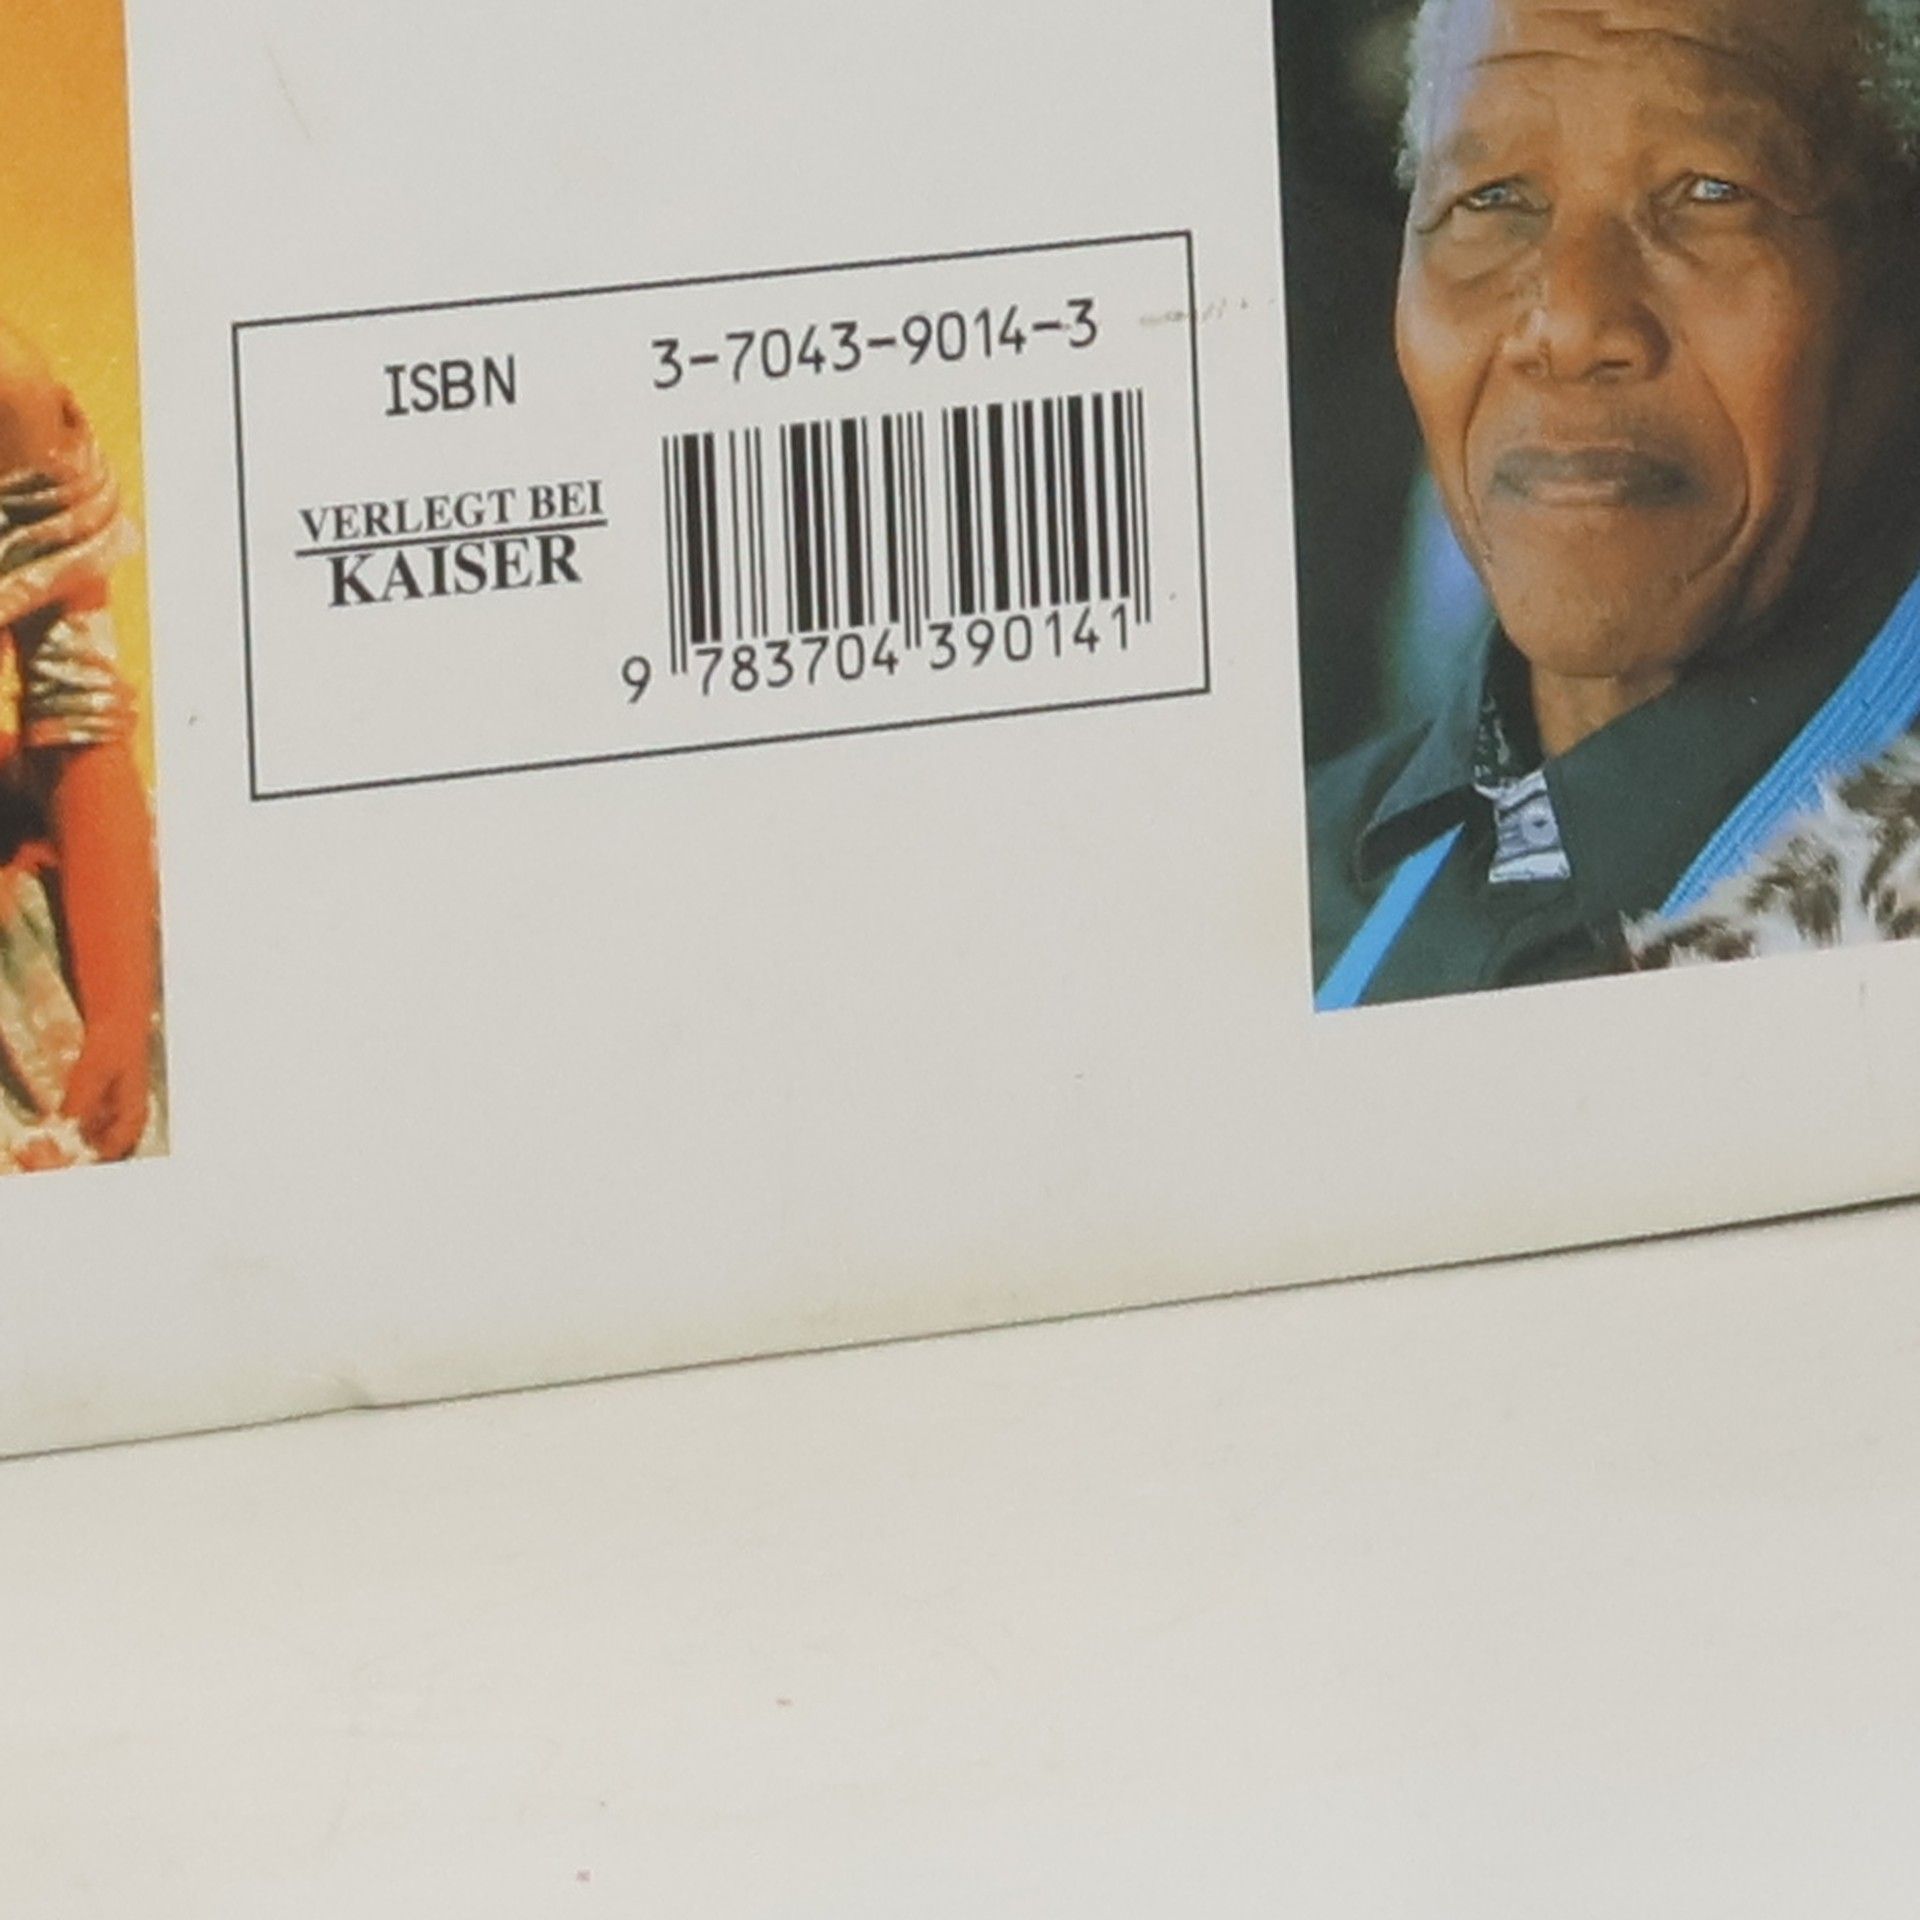 ISBN 3-7043-9014-3
VERLEGT BEI
KAISER
9 783704 390141